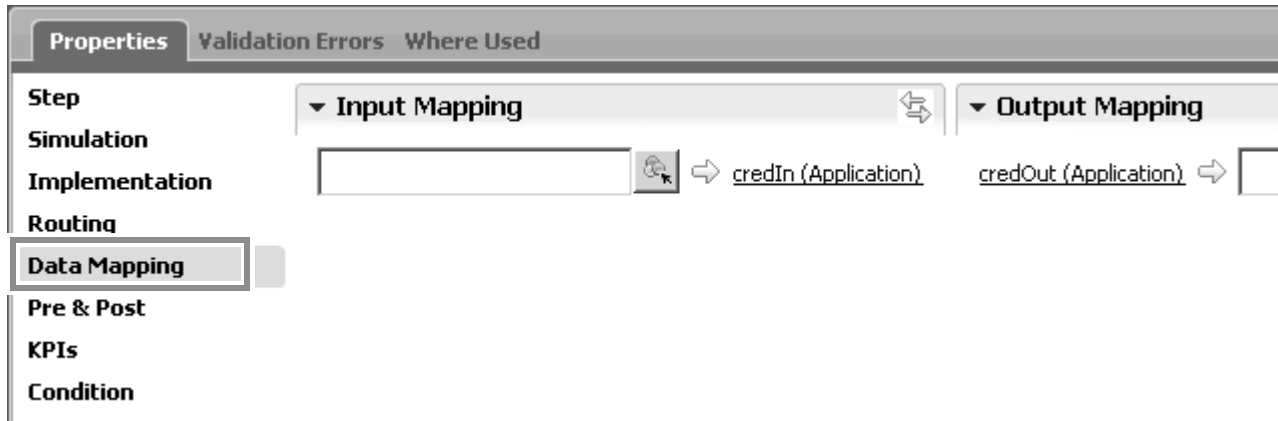 Properties Validation Errors Where Used
Step
Simulation
Implementation
Routing
Data Mapping
Pre & Post
KPIs
Condition
Input Mapping
credIn (Application)
Output Mapping
credOut (Application)